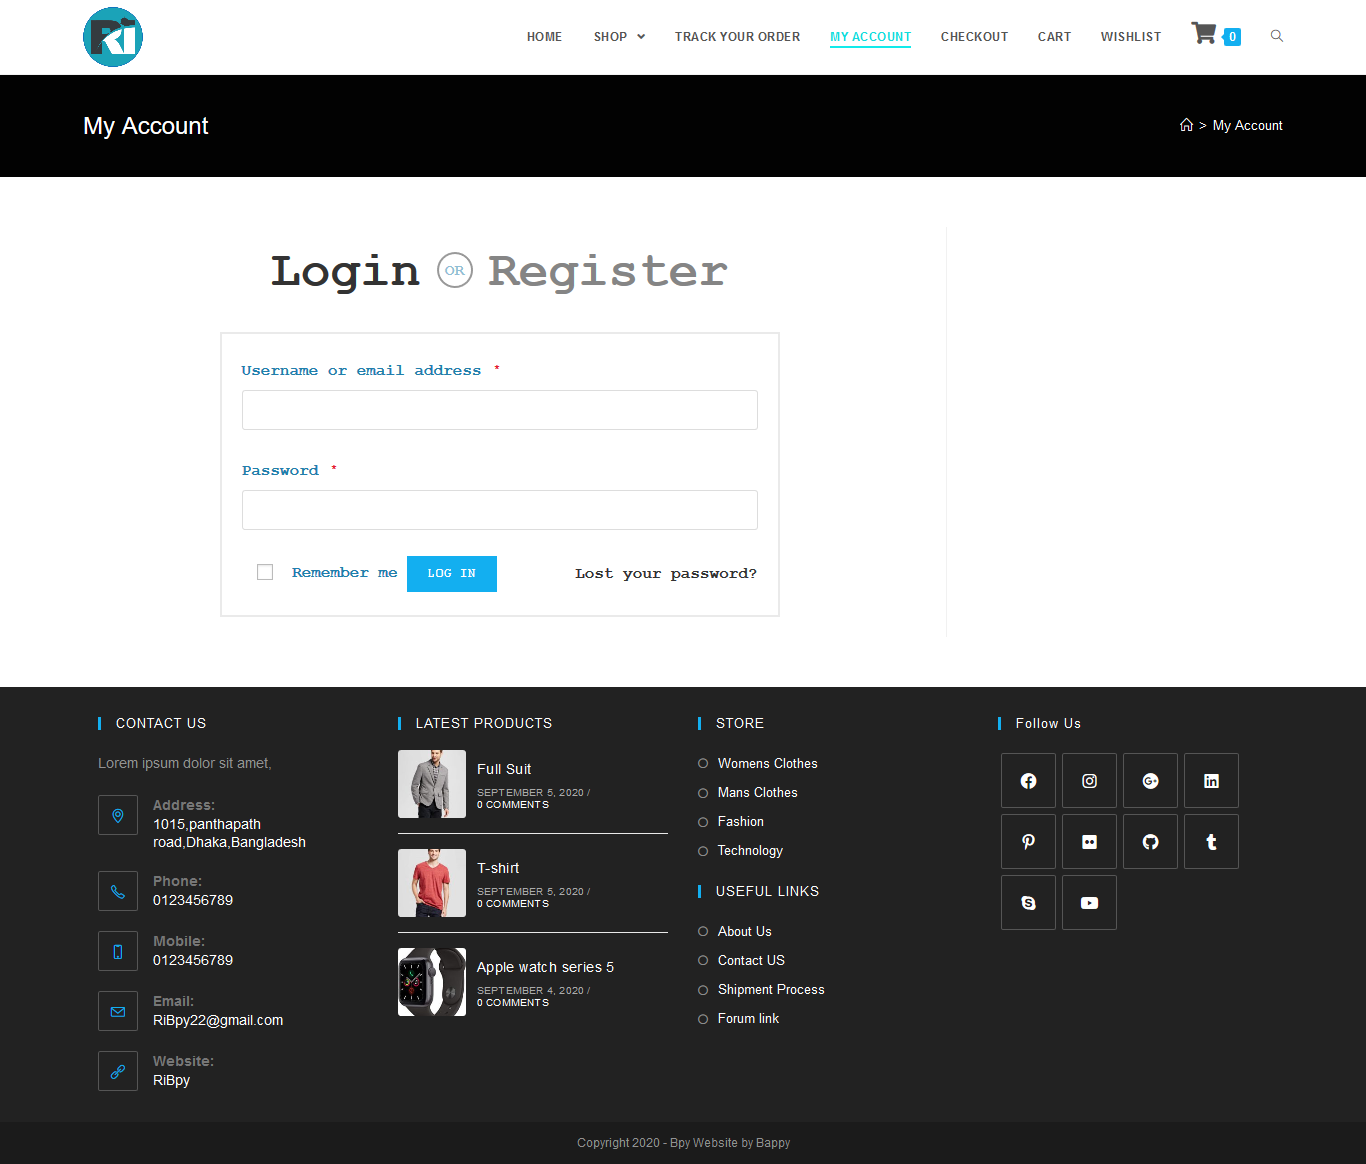 Ri
HOME
SHOP
TRACK YOUR ORDER
MY ACCOUNT
CHECKOUT
CART
WISHLIST
0
My Account
> My Account
Login OR Register
Username or email address *
Password *
Remember me
LOG IN
Lost your password?
CONTACT US
Lorem ipsum dolor sit amet,
Address:
1015,panthapath
road,Dhaka,Bangladesh
Phone:
0123456789
Mobile:
0123456789
Email:
RiBpy22@gmail.com
Website:
RiBpy
LATEST PRODUCTS
Full Suit
SEPTEMBER 5, 2020 /
0 COMMENTS
T-shirt
SEPTEMBER 5, 2020 /
0 COMMENTS
Apple watch series 5
SEPTEMBER 4, 2020 /
0 COMMENTS
STORE
Womens Clothes
Mans Clothes
Fashion
Technology
USEFUL LINKS
About Us
Contact US
Shipment Process
Forum link
Follow Us
Copyright 2020 - Bpy Website by Bappy